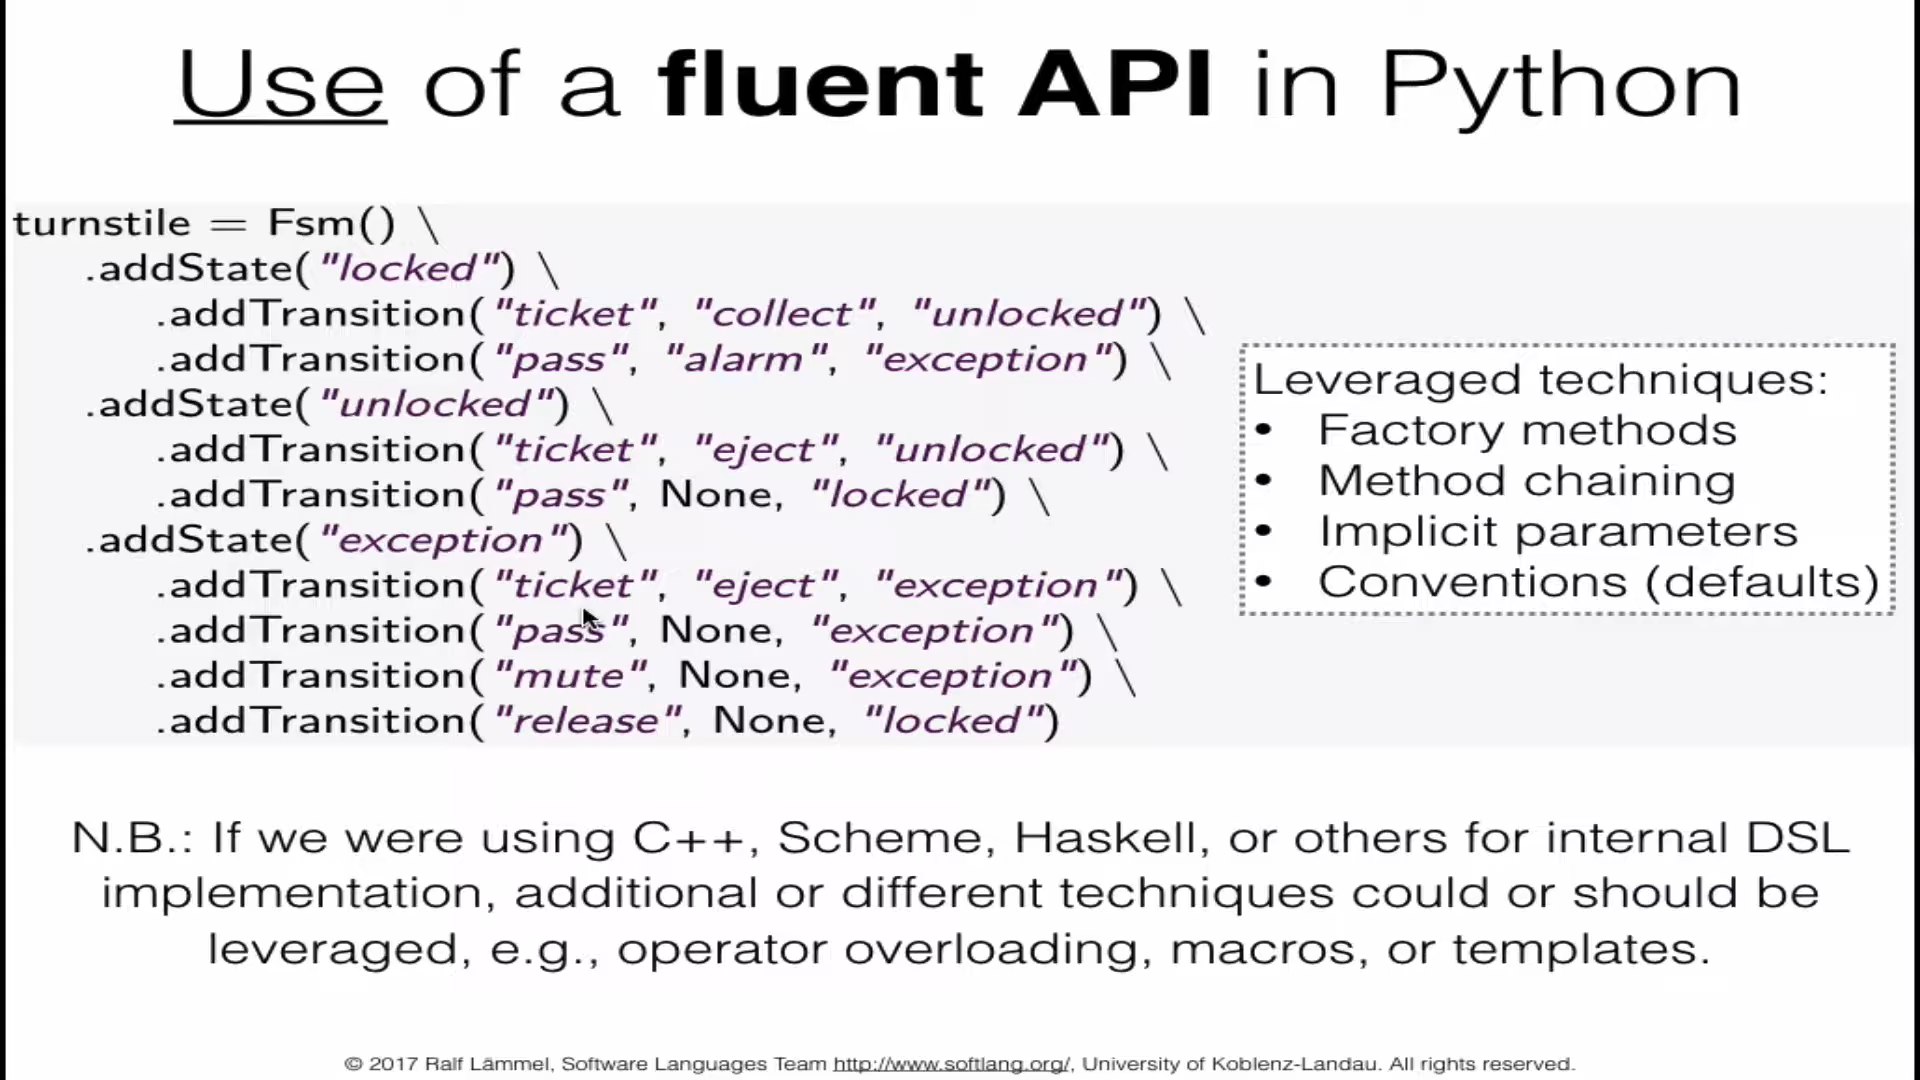 Use of a fluent API in Python
turnstile = Fsm() \
.addState("locked") \
.addTransition("ticket", "collect", "unlocked") \
.addTransition("pass", "alarm", "exception") \
.addState("unlocked") \
.addTransition("ticket", "eject", "unlocked") \
.addTransition("pass", None, "locked") \
.addState("exception") \
.addTransition("ticket", "eject", "exception") \
.addTransition("pass", None, "exception") \
.addTransition("mute", None, "exception") \
.addTransition("release", None, "locked")
Leveraged techniques:
• Factory methods
• Method chaining
• Implicit parameters
• Conventions (defaults)
N.B.: If we were using C++, Scheme, Haskell, or others for internal DSL
implementation, additional or different techniques could or should be
leveraged, e.g., operator overloading, macros, or templates.
© 2017 Ralf Lämmel, Software Languages Team http://www.softlang.org/, University of Koblenz-Landau. All rights reserved.